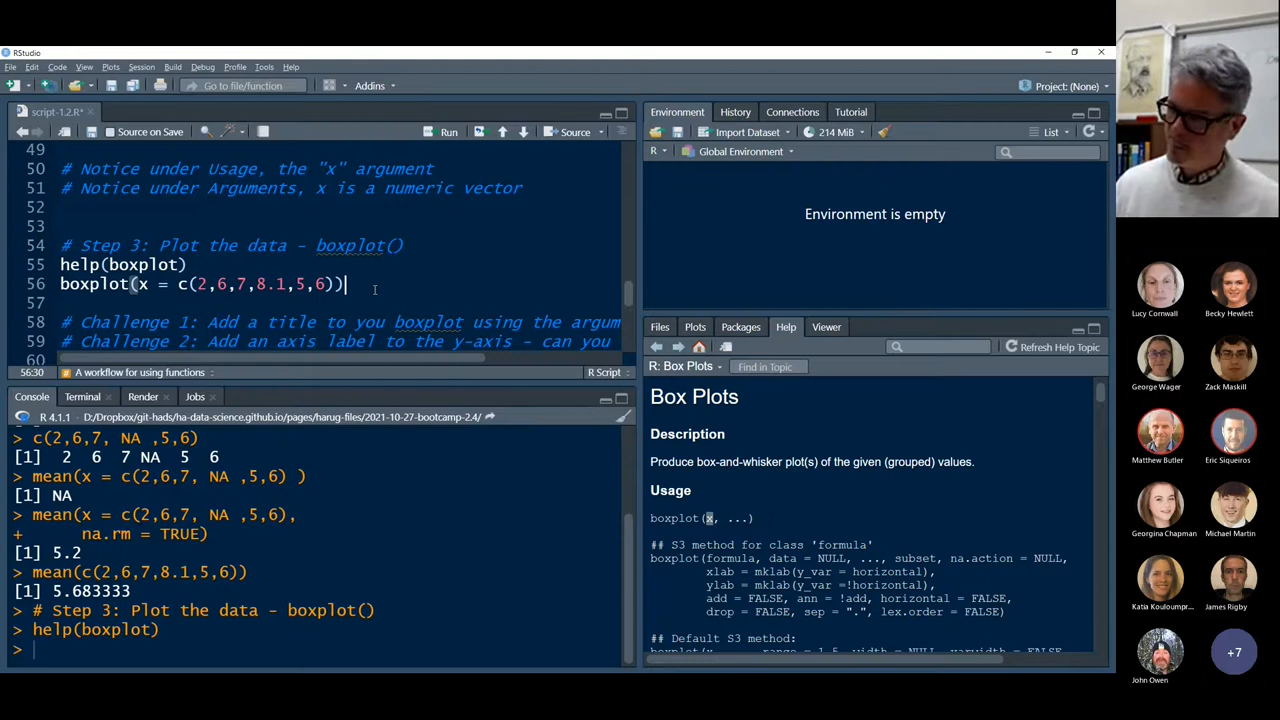 RStudio
File Edit Code View Plots Session Build Debug Profile Tools Help
Go to file/function Addins Project: (None)
script-1.2.R*
Source on Save Run Source
49
50 # Notice under Usage, the "x" argument
51 # Notice under Arguments, x is a numeric vector
52
53
54 # Step 3: Plot the data - boxplot()
55 help(boxplot)
56 boxplot(x = c(2,6,7,8.1,5,6))
57
58 # Challenge 1: Add a title to you boxplot using the argum
59 # Challenge 2: Add an axis label to the y-axis - can you
60
56:30 # A workflow for using functions R Script
Console Terminal Render Jobs
R 4.1.1 · D:/Dropbox/git-hads/ha-data-science.github.io/pages/harug-files/2021-10-27-bootcamp-2.4/
> c(2,6,7, NA ,5,6)
[1] 2 6 7 NA 5 6
> mean(x = c(2,6,7, NA ,5,6) )
[1] NA
> mean(x = c(2,6,7, NA ,5,6),
+ na.rm = TRUE)
[1] 5.2
> mean(c(2,6,7,8.1,5,6))
[1] 5.683333
> # Step 3: Plot the data - boxplot()
> help(boxplot)
>
Environment History Connections Tutorial
Import Dataset 214 MiB List
R Global Environment
Environment is empty
Files Plots Packages Help Viewer
Refresh Help Topic
R: Box Plots Find in Topic
Box Plots
Description
Produce box-and-whisker plot(s) of the given (grouped) values.
Usage
boxplot(x, ...)
## S3 method for class 'formula'
boxplot(formula, data = NULL, ..., subset, na.action = NULL,
xlab = mklab(y_var = horizontal),
ylab = mklab(y_var =!horizontal),
add = FALSE, ann = !add, horizontal = FALSE,
drop = FALSE, sep = ".", lex.order = FALSE)
## Default S3 method:
boxplot(x, ..., range = 1.5, width = NULL, varwidth = FALSE,
Lucy Cornwall Becky Hewlett
George Wager Zack Maskill
Matthew Butler Eric Siqueiros
Georgina Chapman Michael Martin
Katia Kouloumpr... James Rigby
John Owen
+7